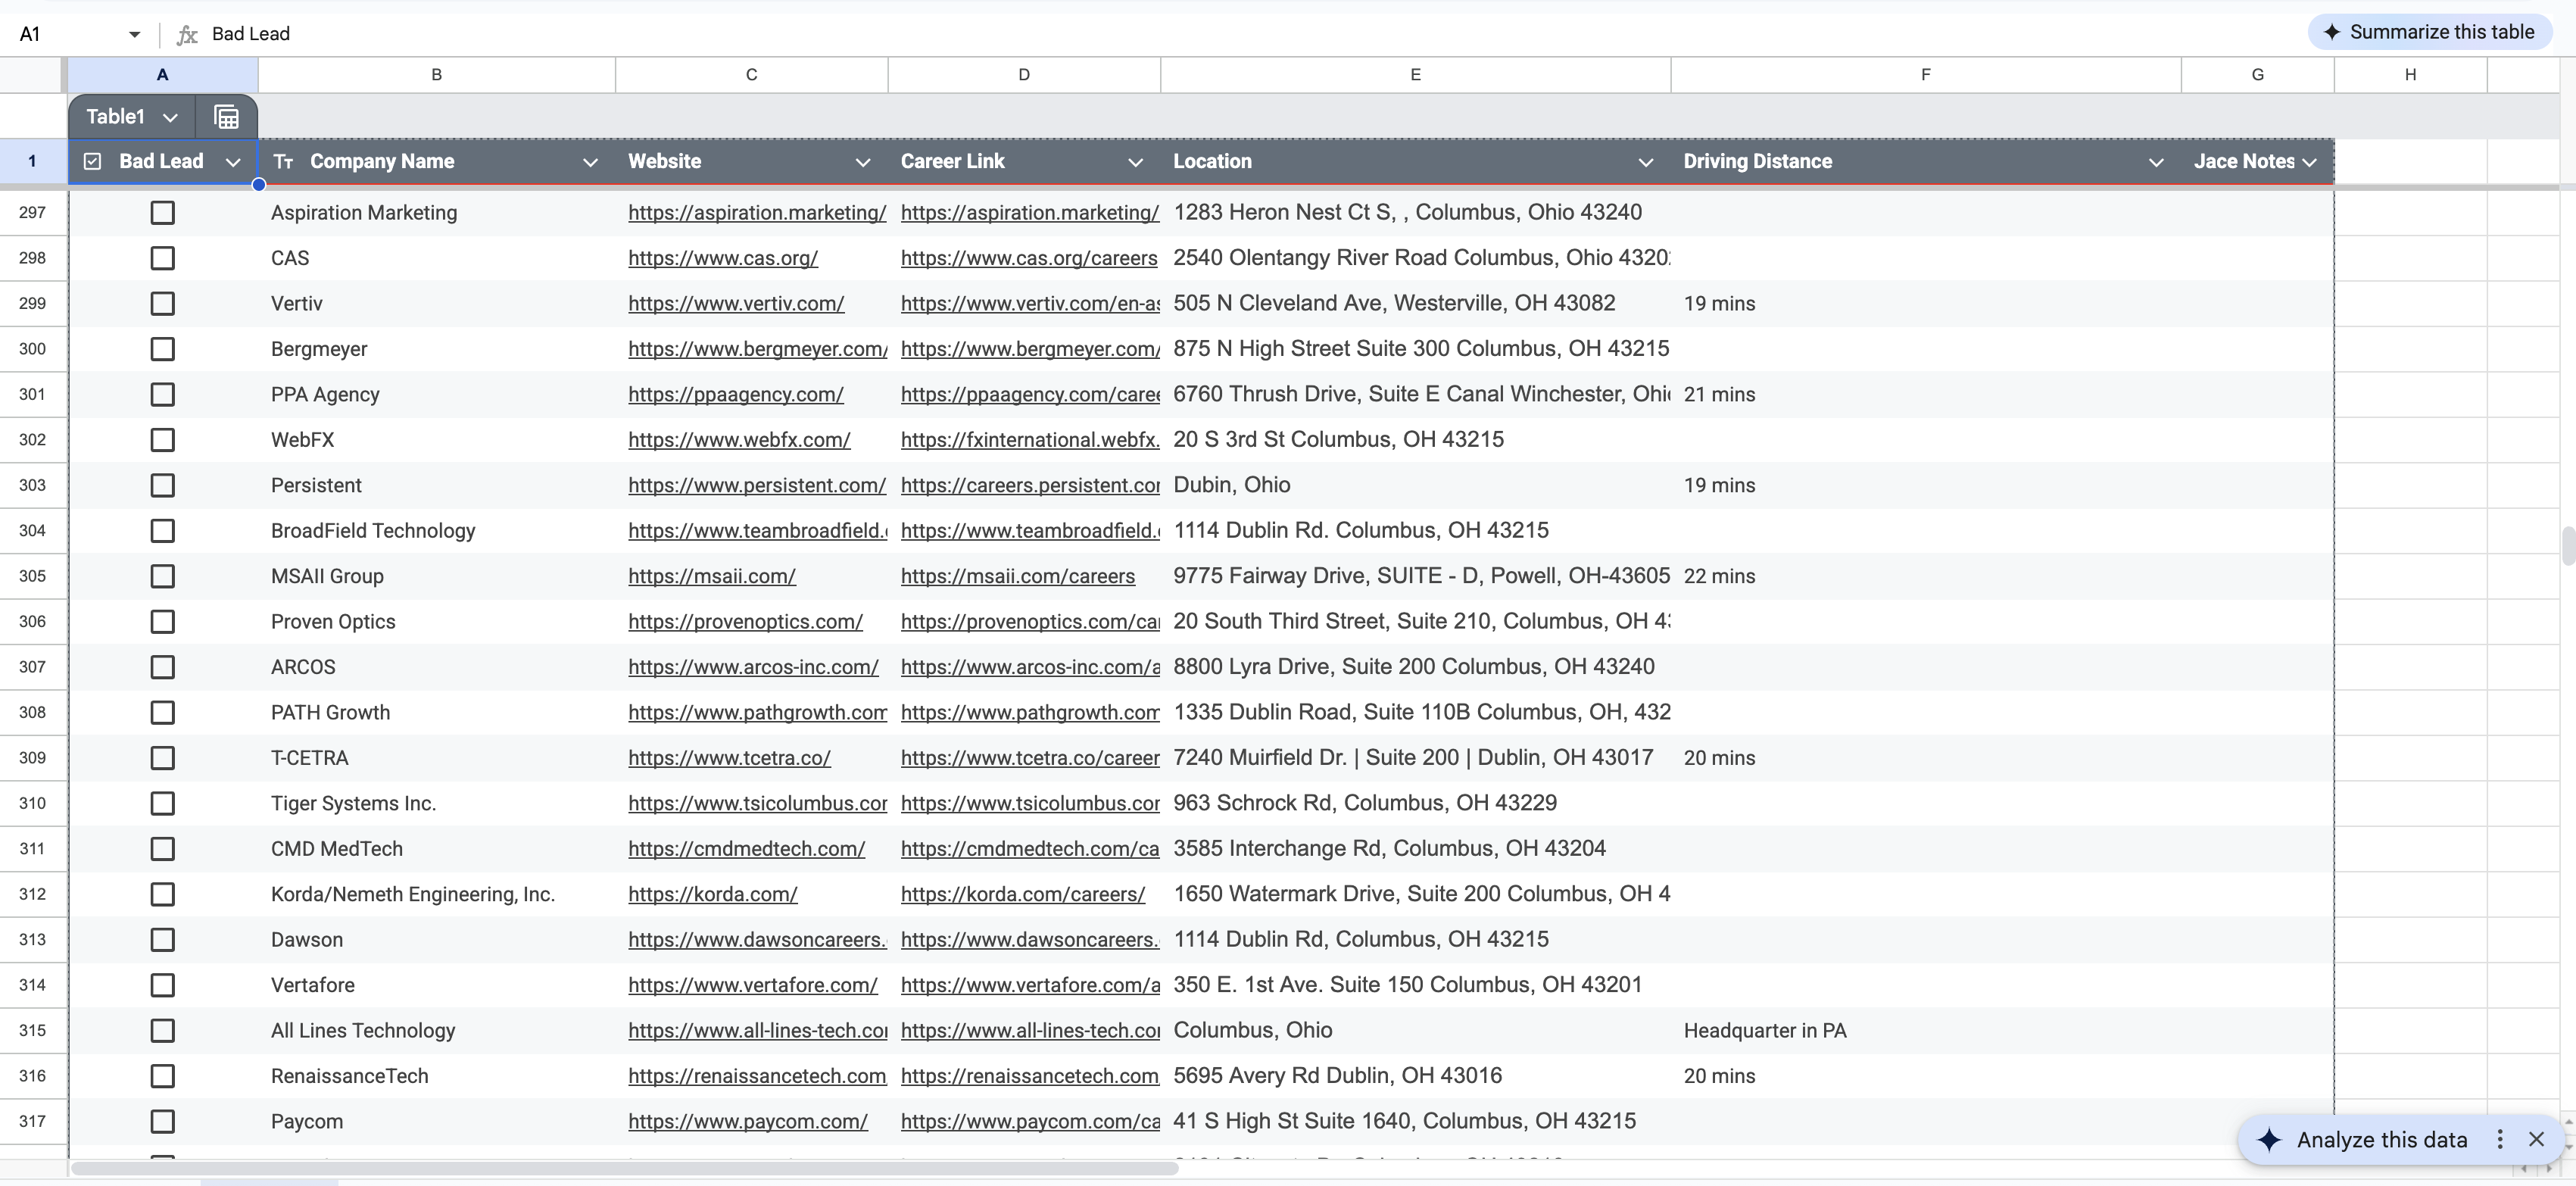 A1 fx Bad Lead Summarize this table
A B C D E F G H
Table1
1 Bad Lead Tт Company Name Website Career Link Location Driving Distance Jace Notes
297 Aspiration Marketing https://aspiration.marketing/ https://aspiration.marketing/ 1283 Heron Nest Ct S, , Columbus, Ohio 43240
298 CAS https://www.cas.org/ https://www.cas.org/careers 2540 Olentangy River Road Columbus, Ohio 4320
299 Vertiv https://www.vertiv.com/ https://www.vertiv.com/en-as 505 N Cleveland Ave, Westerville, OH 43082 19 mins
300 Bergmeyer https://www.bergmeyer.com/ https://www.bergmeyer.com/ 875 N High Street Suite 300 Columbus, OH 43215
301 PPA Agency https://ppaagency.com/ https://ppaagency.com/caree 6760 Thrush Drive, Suite E Canal Winchester, Ohi 21 mins
302 WebFX https://www.webfx.com/ https://fxinternational.webfx. 20 S 3rd St Columbus, OH 43215
303 Persistent https://www.persistent.com/ https://careers.persistent.cor Dubin, Ohio 19 mins
304 BroadField Technology https://www.teambroadfield. https://www.teambroadfield. 1114 Dublin Rd. Columbus, OH 43215
305 MSAII Group https://msaii.com/ https://msaii.com/careers 9775 Fairway Drive, SUITE - D, Powell, OH-43605 22 mins
306 Proven Optics https://provenoptics.com/ https://provenoptics.com/ca 20 South Third Street, Suite 210, Columbus, OH 4
307 ARCOS https://www.arcos-inc.com/ https://www.arcos-inc.com/a 8800 Lyra Drive, Suite 200 Columbus, OH 43240
308 PATH Growth https://www.pathgrowth.com https://www.pathgrowth.com 1335 Dublin Road, Suite 110B Columbus, OH, 432
309 T-CETRA https://www.tcetra.co/ https://www.tcetra.co/career 7240 Muirfield Dr. | Suite 200 | Dublin, OH 43017 20 mins
310 Tiger Systems Inc. https://www.tsicolumbus.cor https://www.tsicolumbus.cor 963 Schrock Rd, Columbus, OH 43229
311 CMD MedTech https://cmdmedtech.com/ https://cmdmedtech.com/ca 3585 Interchange Rd, Columbus, OH 43204
312 Korda/Nemeth Engineering, Inc. https://korda.com/ https://korda.com/careers/ 1650 Watermark Drive, Suite 200 Columbus, OH 4
313 Dawson https://www.dawsoncareers. https://www.dawsoncareers. 1114 Dublin Rd, Columbus, OH 43215
314 Vertafore https://www.vertafore.com/ https://www.vertafore.com/a 350 E. 1st Ave. Suite 150 Columbus, OH 43201
315 All Lines Technology https://www.all-lines-tech.cor https://www.all-lines-tech.cor Columbus, Ohio Headquarter in PA
316 RenaissanceTech https://renaissancetech.com https://renaissancetech.com 5695 Avery Rd Dublin, OH 43016 20 mins
317 Paycom https://www.paycom.com/ https://www.paycom.com/ca 41 S High St Suite 1640, Columbus, OH 43215
Analyze this data